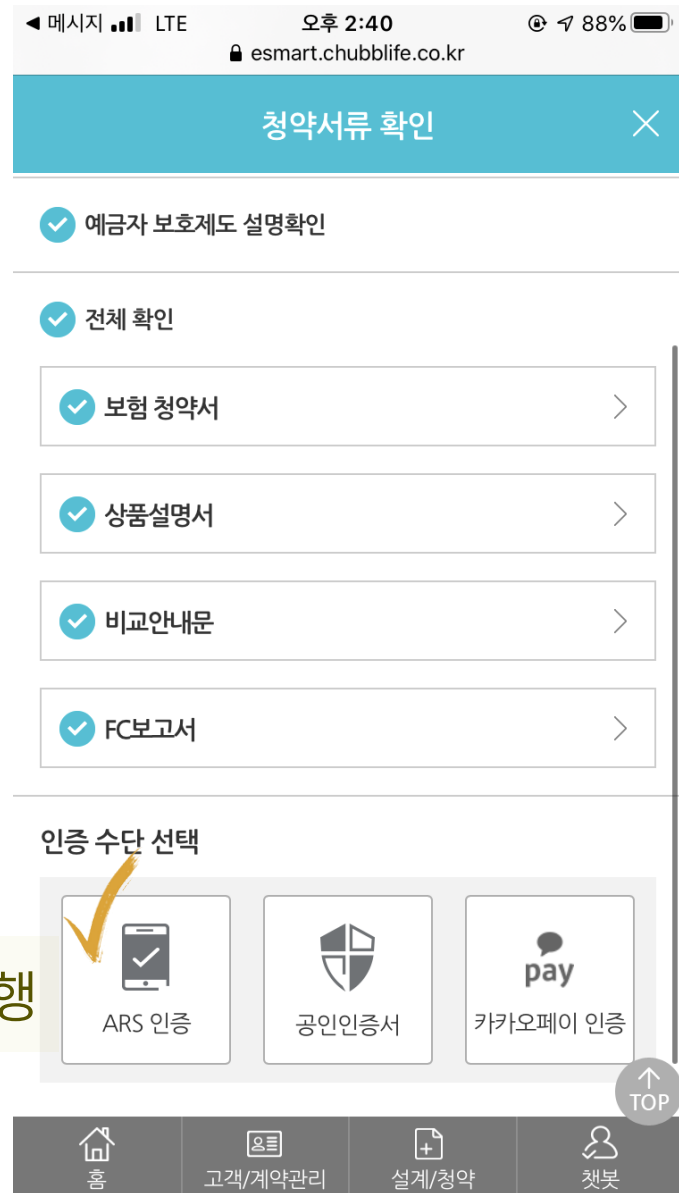 메시지 LTE 오후 2:40 88%
esmart.chubblife.co.kr
청약서류 확인
예금자 보호제도 설명확인
전체 확인
보험 청약서
상품설명서
비교안내문
FC보고서
인증 수단 선택
행
pay
ARS 인증 공인인증서 카카오페이 인증
TOP
홈 고객/계약관리 설계/청약 챗봇